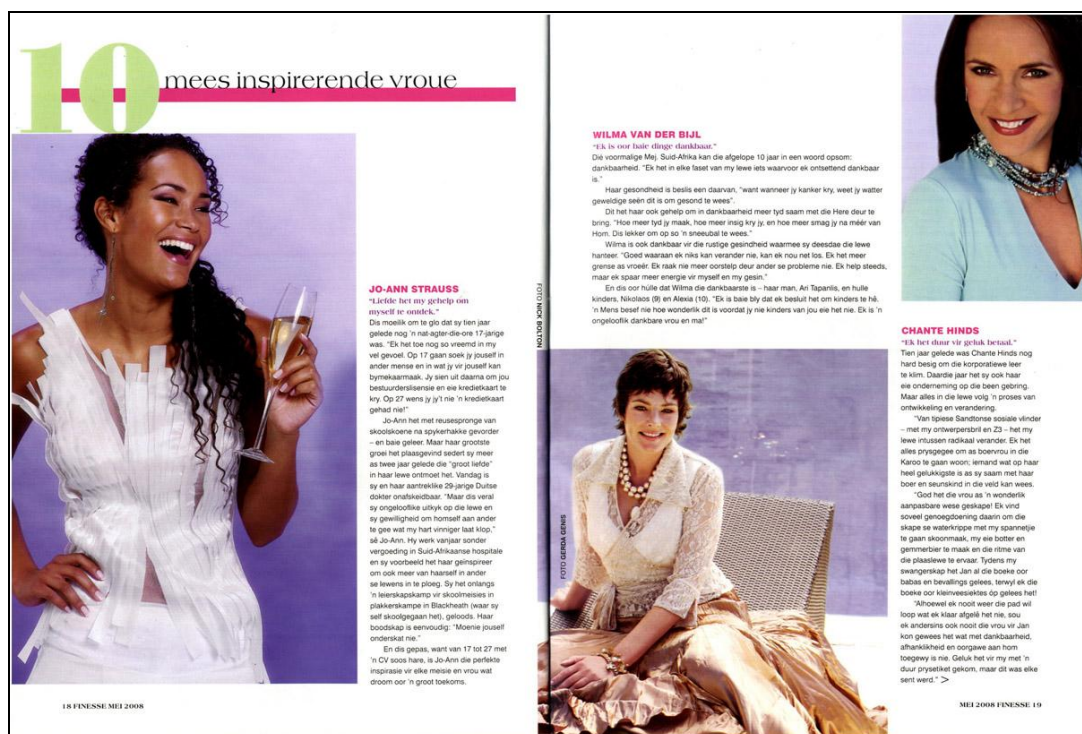 10 mees inspirerende vroue
JO-ANN STRAUSS
"Liefde het my gehelp om
myself te ontdek."
Dis moeilik om te glo dat sy tien jaar
gelede nog 'n nat-agter-die-ore 17-jarige
was. "Ek het toe nog so vreemd in my
vel gevoel. Op 17 gaan soek jy jouself in
ander mense en in wat jy vir jouself kan
bymekaarmaak. Jy sien uit daarna om jou
bestuurderslisensie en eie kredietkaart te
kry. Op 27 wens jy jy't nie 'n kredietkaart
gehad nie!"
Jo-Ann het met reusespronge van
skoolskoene na spykerhakke gevorder
– en baie geleer. Maar haar grootste
groei het plaasgevind sedert sy meer
as twee jaar gelede die "groot liefde"
in haar lewe ontmoet het. Vandag is
sy en haar aantreklike 29-jarige Duitse
dokter onafskeidbaar. "Maar dis veral
sy ongelooflike uitkyk op die lewe en
sy gewilligheid om homself aan ander
te gee wat my hart vinniger laat klop,"
sê Jo-Ann. Hy werk vanjaar sonder
vergoeding in Suid-Afrikaanse hospitale
en sy voorbeeld het haar geïnspireer
om ook meer van haarself in ander
se lewens in te ploeg. Sy het onlangs
'n leierskapskamp vir skoolmeisies in
plakkerskampe in Blackheath (waar sy
self skoolgegaan het), geloods. Haar
boodskap is eenvoudig: "Moenie jouself
onderskat nie."
En dis gepas, want van 17 tot 27 met
'n CV soos hare, is Jo-Ann die perfekte
inspirasie vir elke meisie en vrou wat
droom oor 'n groot toekoms.
18 FINESSE MEI 2008
FOTO NICK BOLTON
WILMA VAN DER BIJL
"Ek is oor baie dinge dankbaar."
Dié voormalige Mej. Suid-Afrika kan die afgelope 10 jaar in een woord opsom:
dankbaarheid. "Ek het in elke faset van my lewe iets waarvoor ek ontsettend dankbaar
is."
Haar gesondheid is beslis een daarvan, "want wanneer jy kanker kry, weet jy watter
geweldige seën dit is om gesond te wees".
Dit het haar ook gehelp om in dankbaarheid meer tyd saam met die Here deur te
bring. "Hoe meer tyd jy maak, hoe meer insig kry jy, en hoe meer smag jy na méér van
Hom. Dis lekker om op so 'n sneeubal te wees."
Wilma is ook dankbar vir die rustige gesindheid waarmee sy deesdae die lewe
hanteer. "Goed waaraan ek niks kan verander nie, kan ek nou net los. Ek het meer
grense as vroeër. Ek raak nie meer oorstelp deur ander se probleme nie. Ek help steeds,
maar ek spaar meer energie vir myself en my gesin."
En dis oor húlle dat Wilma die dankbaarste is – haar man, Ari Tapanlis, en hulle
kinders, Nikolaos (9) en Alexia (10). "Ek is baie bly dat ek besluit het om kinders te hê.
'n Mens besef nie hoe wonderlik dit is voordat jy nie kinders van jou eie het nie. Ek is 'n
ongelooflik dankbare vrou en ma!"
FOTO GERDA GENIS
CHANTE HINDS
"Ek het duur vir geluk betaal."
Tien jaar gelede was Chante Hinds nog
hard besig om die korporatiewe leer
te klim. Daardie jaar het sy ook haar
eie onderneming op die been gebring.
Maar alles in die lewe volg 'n proses van
ontwikkeling en verandering.
"Van tipiese Sandtonse sosiale vlinder
– met my ontwerpersbril en Z3 – het my
lewe intussen radikaal verander. Ek het
alles prysgegee om as boervrou in die
Karoo te gaan woon; iemand wat op haar
heel gelukkigste is as sy saam met haar
boer en seunskind in die veld kan wees.
"God het die vrou as 'n wonderlik
aanpasbare wese geskape! Ek vind
soveel genoegdoening daarin om die
skape se waterkrippe met my spannetjie
te gaan skoonmaak, my eie botter en
gemmerbier te maak en die ritme van
die plaaslewe te ervaar. Tydens my
swangerskap het Jan al die boeke oor
babas en bevallings gelees, terwyl ek die
boeke oor kleinveesiektes óp gelees het!
"Alhoewel ek nooit weer die pad wil
loop wat ek klaar afgelê het nie, sou
ek andersins ook nooit die vrou vir Jan
kon gewees het wat met dankbaarheid,
afhanklikheid en oorgawe aan hom
toegewy is nie. Geluk het vir my met 'n
duur prysetiket gekom, maar dit was elke
sent werd." >
MEI 2008 FINESSE 19